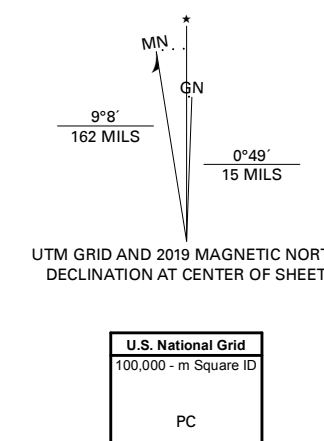 ★
MN
GN
9°8´
162 MILS
0°49´
15 MILS
UTM GRID AND 2019 MAGNETIC NORT
DECLINATION AT CENTER OF SHEET
U.S. National Grid
100,000 - m Square ID
PC